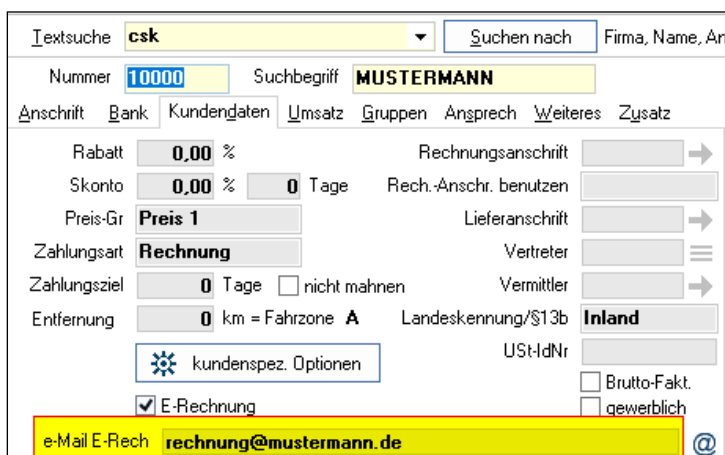 Textsuche csk Suchen nach Firma, Name, An
Nummer 10000 Suchbegriff MUSTERMANN
Anschrift Bank Kundendaten Umsatz Gruppen Ansprech Weiteres Zusatz
Rabatt 0,00 % Rechnungsanschrift
Skonto 0,00 % 0 Tage Rech.-Anschr. benutzen
Preis-Gr Preis 1 Lieferanschrift
Zahlungsart Rechnung Vertreter
Zahlungsziel 0 Tage nicht mahnen Vermittler
Entfernung 0 km = Fahrzone A Landeskennung/§13b Inland
kundenspez. Optionen USt-IdNr
Brutto-Fakt.
E-Rechnung gewerblich
e-Mail E-Rech rechnung@mustermann.de @